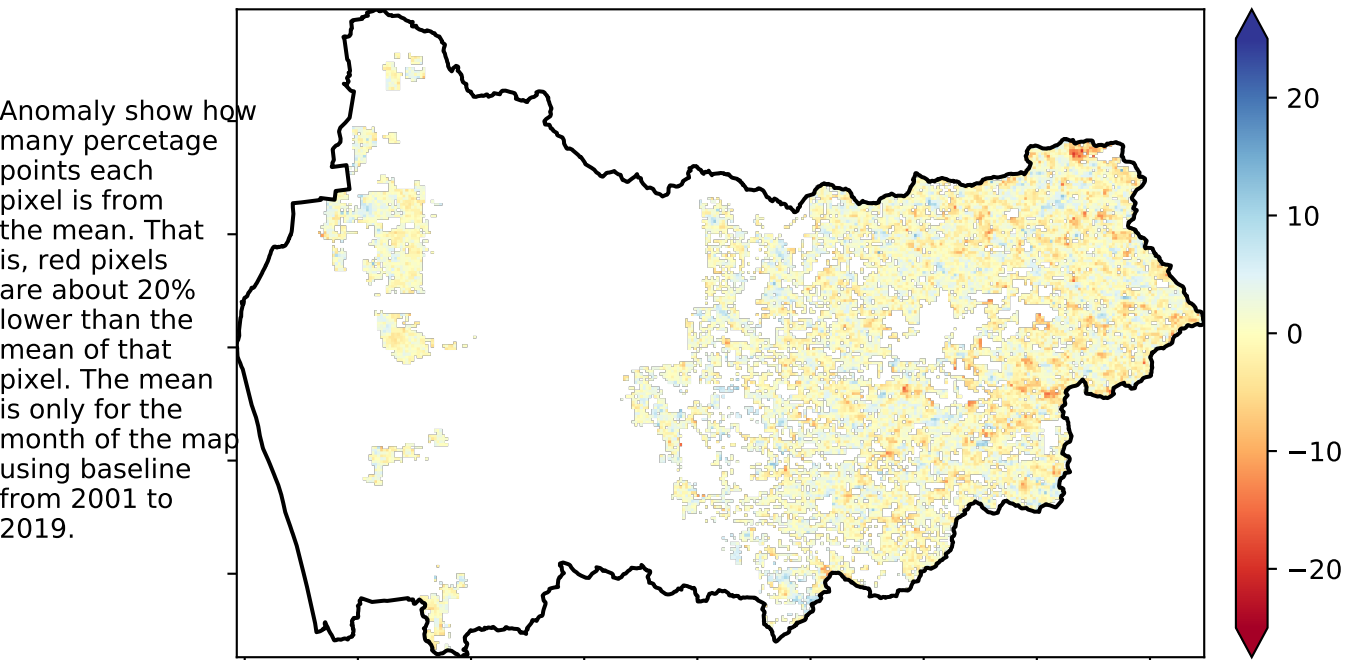 Anomaly show how
many percetage
points each
pixel is from
the mean. That
is, red pixels
are about 20%
lower than the
mean of that
pixel. The mean
is only for the
month of the map
using baseline
from 2001 to
2019.
20
10
0
−10
−20